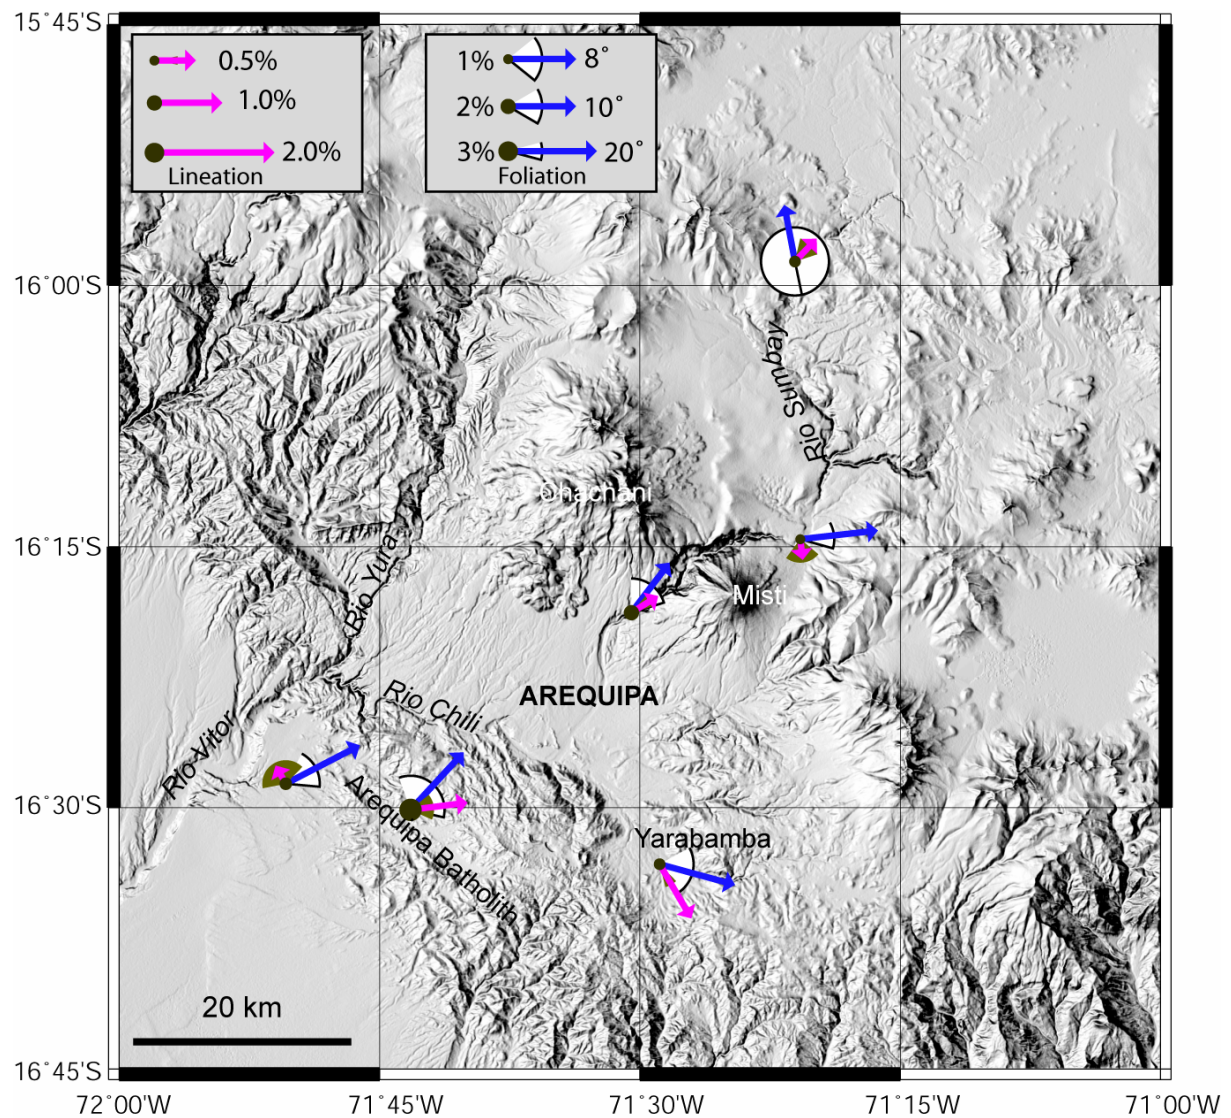 15°45'S
0.5%
1.0%
2.0%
Lineation
1% 8°
2% 10°
3% 20°
Foliation
16°00'S
Rio Sumbay
Chachani
16°15'S
Rio Yura
Misti
AREQUIPA
Rio Chili
Rio Vitor
16°30'S
Arequipa Batholith
Yarabamba
20 km
16°45'S
72°00'W 71°45'W 71°30'W 71°15'W 71°00'W